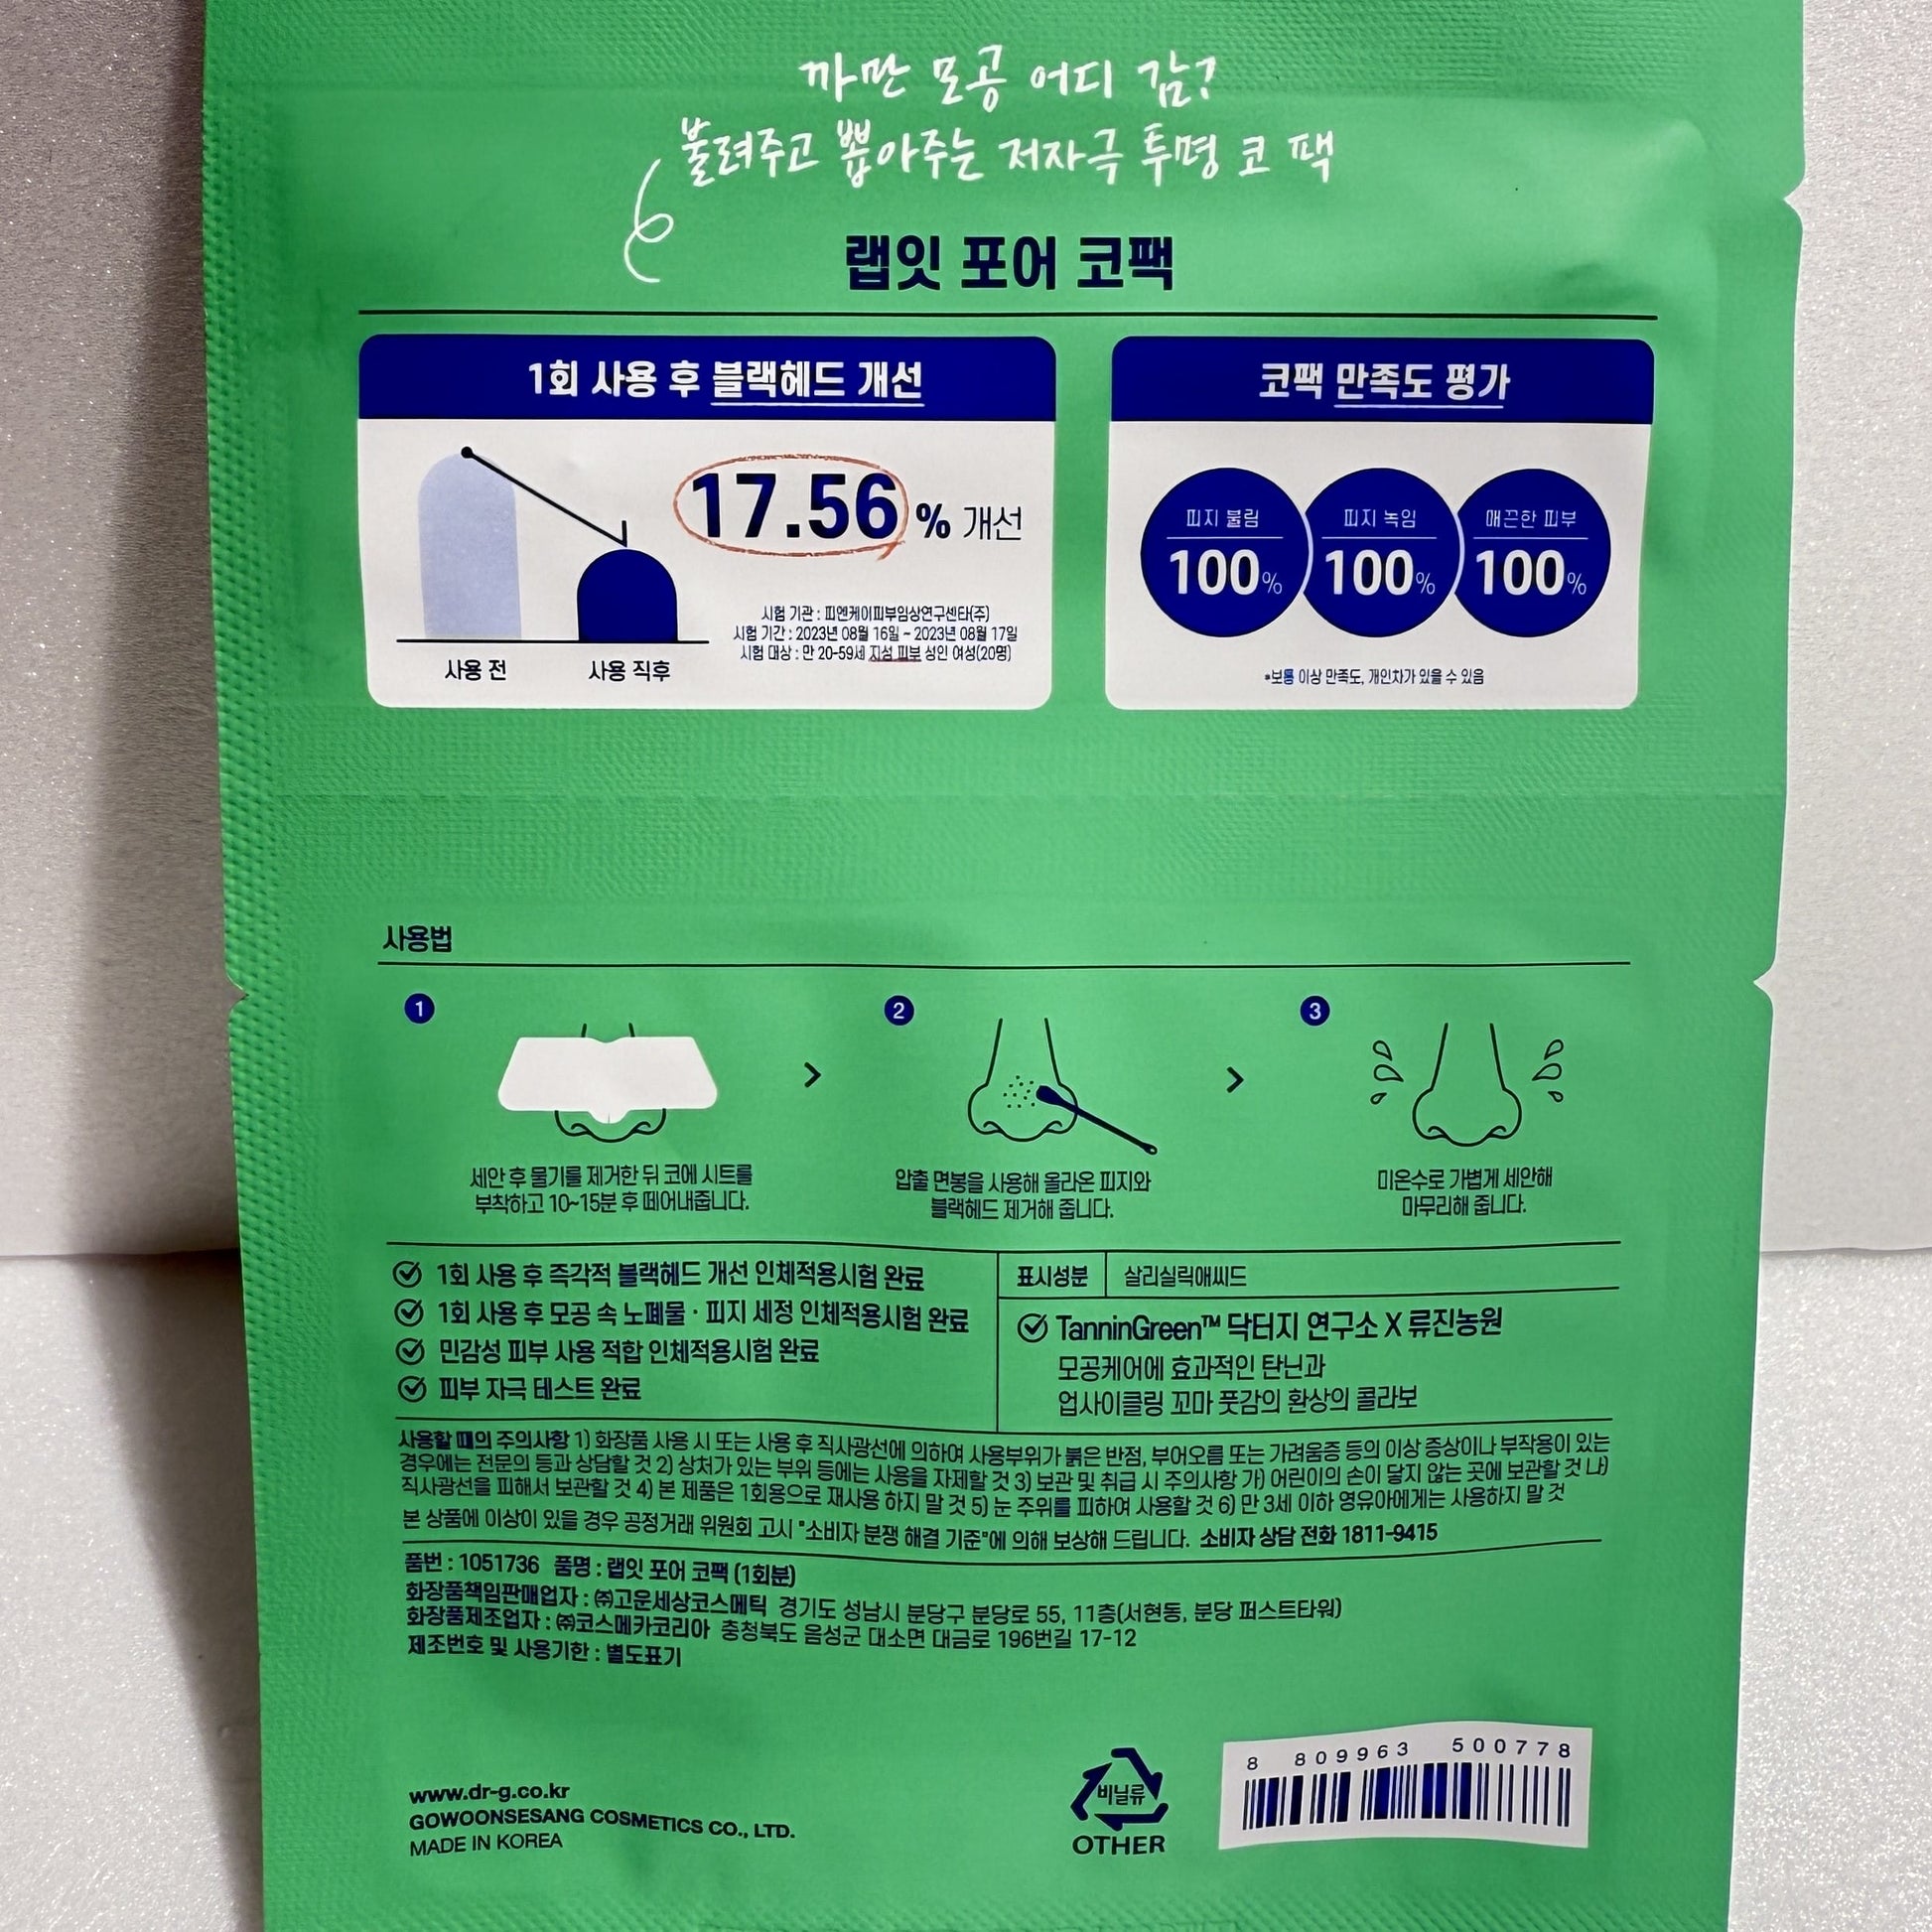 까만 모공 어디 감?
불려주고 뽑아주는 저자극 투명 코 팩
랩잇 포어 코팩
1회 사용 후 블랙헤드 개선
17.56 % 개선
사용 전
사용 직후
시험 기관 : 피엔케이피부임상연구센타(주)
시험 기간 : 2023년 08월 16일 ~ 2023년 08월 17일
시험 대상 : 만 20-59세 지성 피부 성인 여성(20명)
코팩 만족도 평가
피지 불림
100%
피지 녹임
100%
매끈한 피부
100%
*보통 이상 만족도, 개인차가 있을 수 있음
사용법
1
세안 후 물기를 제거한 뒤 코에 시트를
부착하고 10~15분 후 떼어내줍니다.
>
2
압출 면봉을 사용해 올라온 피지와
블랙헤드 제거해 줍니다.
>
3
미온수로 가볍게 세안해
마무리해 줍니다.
1회 사용 후 즉각적 블랙헤드 개선 인체적용시험 완료
1회 사용 후 모공 속 노폐물 · 피지 세정 인체적용시험 완료
민감성 피부 사용 적합 인체적용시험 완료
피부 자극 테스트 완료
표시성분 살리실릭애씨드
TanninGreen™ 닥터지 연구소 X 류진농원
모공케어에 효과적인 탄닌과
업사이클링 꼬마 풋감의 환상의 콜라보
사용할 때의 주의사항 1) 화장품 사용 시 또는 사용 후 직사광선에 의하여 사용부위가 붉은 반점, 부어오름 또는 가려움증 등의 이상 증상이나 부작용이 있는
경우에는 전문의 등과 상담할 것 2) 상처가 있는 부위 등에는 사용을 자제할 것 3) 보관 및 취급 시 주의사항 가) 어린이의 손이 닿지 않는 곳에 보관할 것 나)
직사광선을 피해서 보관할 것 4) 본 제품은 1회용으로 재사용 하지 말 것 5) 눈 주위를 피하여 사용할 것 6) 만 3세 이하 영유아에게는 사용하지 말 것
본 상품에 이상이 있을 경우 공정거래 위원회 고시 "소비자 분쟁 해결 기준"에 의해 보상해 드립니다. 소비자 상담 전화 1811-9415
품번 : 1051736 품명 : 랩잇 포어 코팩 (1회분)
화장품책임판매업자 : ㈜고운세상코스메틱 경기도 성남시 분당구 분당로 55, 11층(서현동, 분당 퍼스트타워)
화장품제조업자 : ㈜코스메카코리아 충청북도 음성군 대소면 대금로 196번길 17-12
제조번호 및 사용기한 : 별도표기
www.dr-g.co.kr
GOWOONSESANG COSMETICS CO., LTD.
MADE IN KOREA
비닐류
OTHER
8 809963 500778